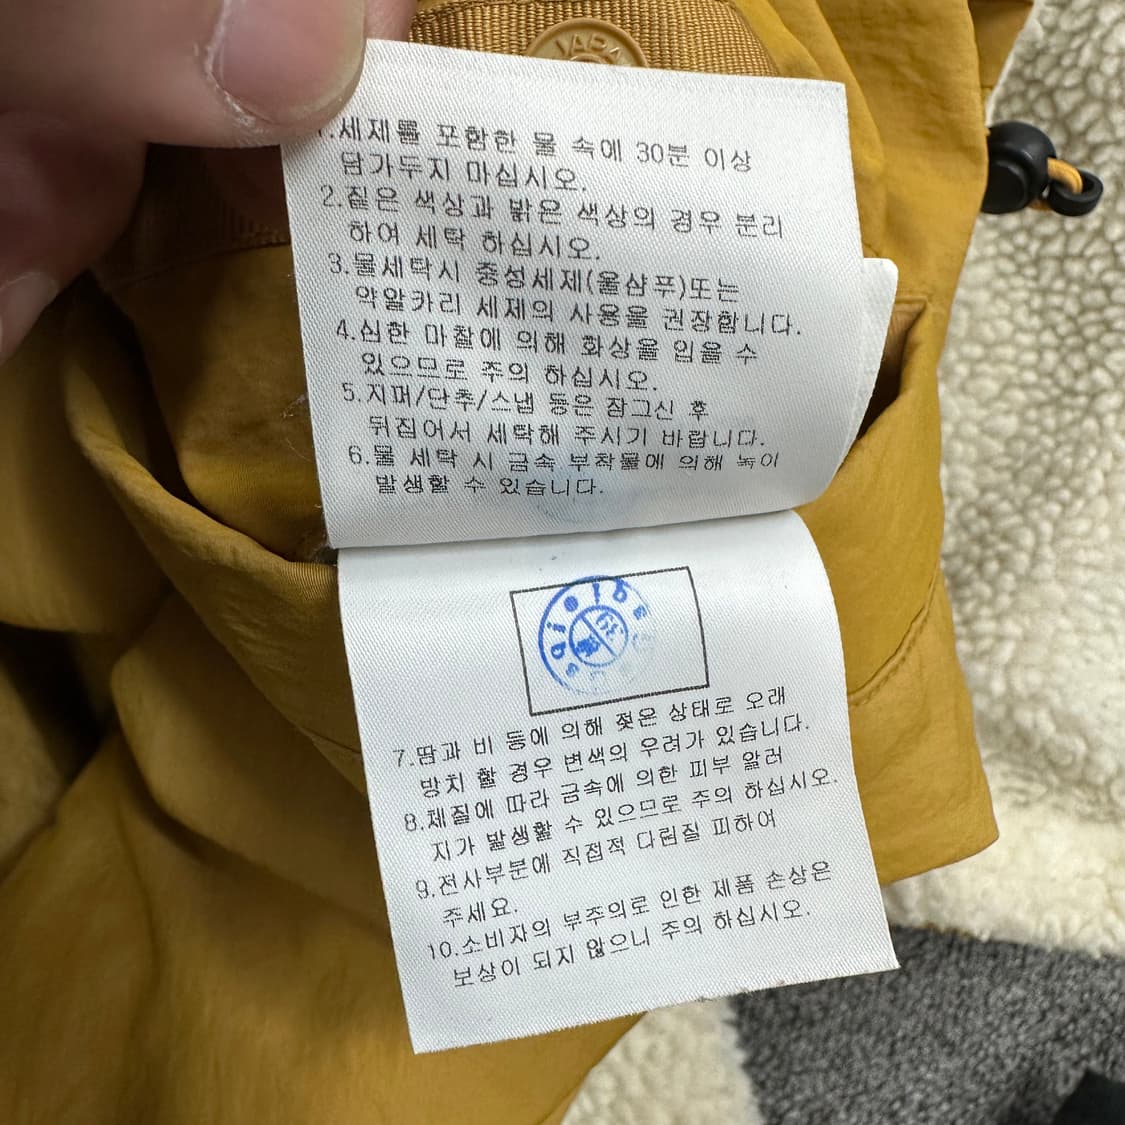 JAPA
1.세제를 포함한 물 속에 30분 이상
담가두지 마십시오.
2.짙은 색상과 밝은 색상의 경우 분리
하여 세탁 하십시오.
3.물세탁시 중성세제(울샴푸)또는
약알카리 세제의 사용을 권장합니다.
4.심한 마찰에 의해 화상을 입을 수
있으므로 주의 하십시오.
5.지퍼/단추/스냅 등은 잠그신 후
뒤집어서 세탁해 주시기 바랍니다.
6.물 세탁 시 금속 부착물에 의해 녹이
발생할 수 있습니다.
39
7.땀과 비 등에 의해 젖은 상태로 오래
방치 할 경우 변색의 우려가 있습니다.
8.체질에 따라 금속에 의한 피부 알러
지가 발생할 수 있으므로 주의 하십시오.
9.전사부분에 직접적 다림질 피하여
주세요.
10.소비자의 부주의로 인한 제품 손상은
보상이 되지 않으니 주의 하십시오.